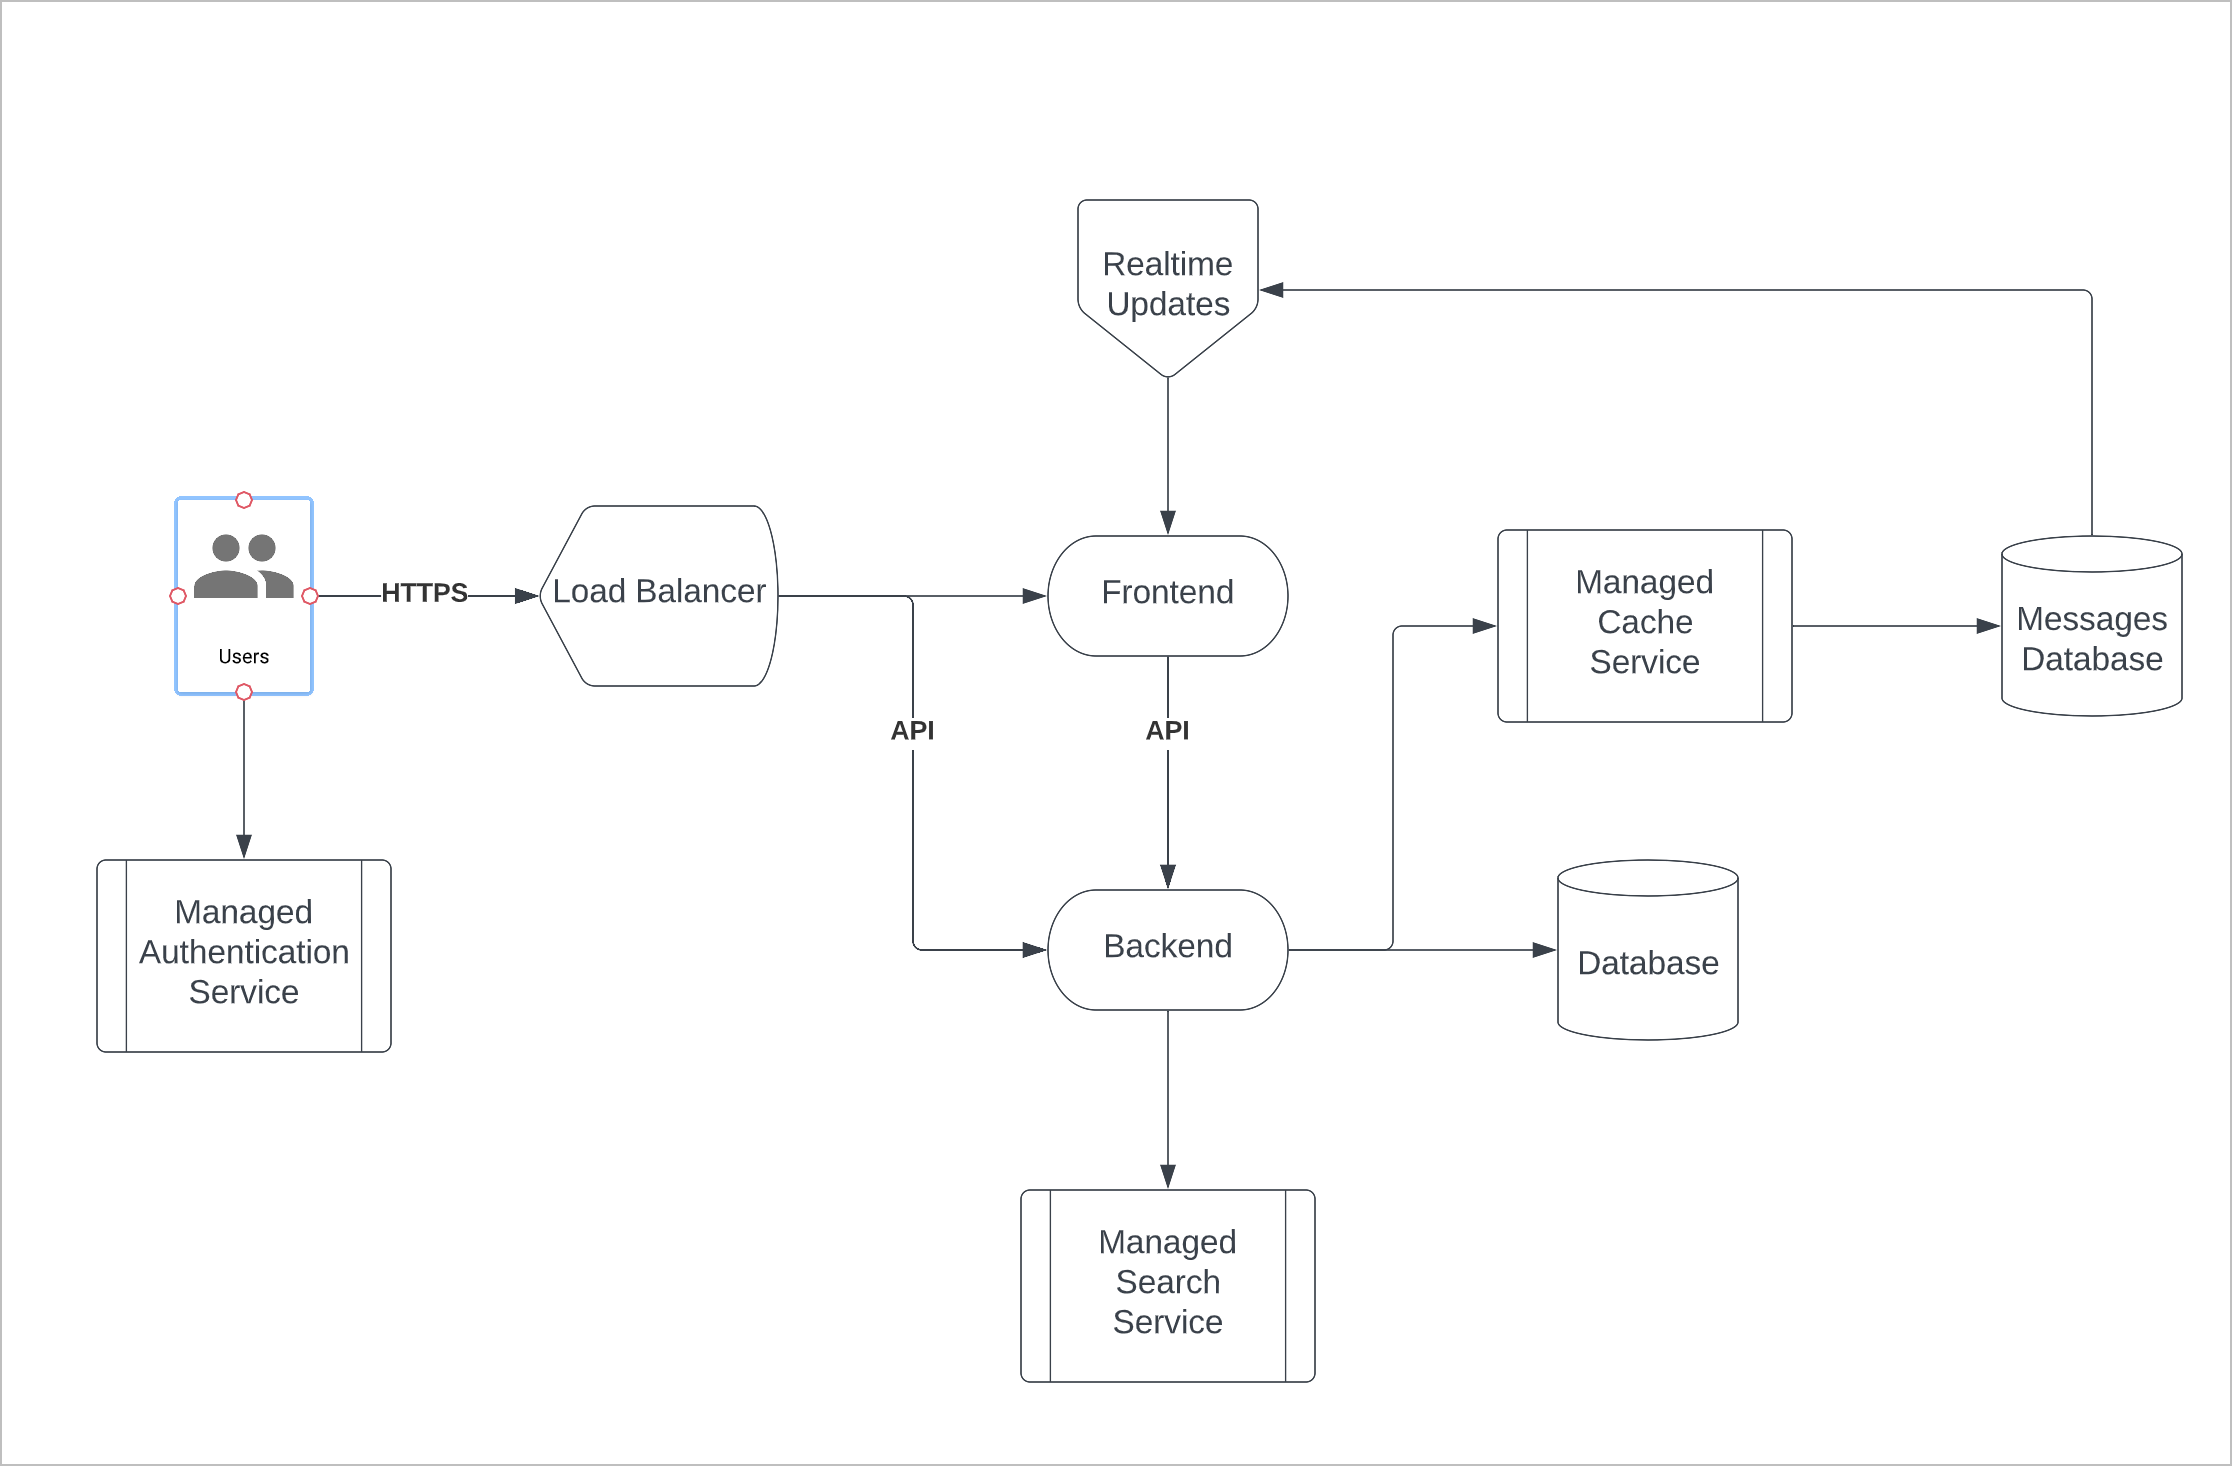 Realtime
Updates
Users
HTTPS
Load Balancer
Frontend
Managed
Cache
Service
Messages
Database
API
API
Managed
Authentication
Service
Backend
Database
Managed
Search
Service